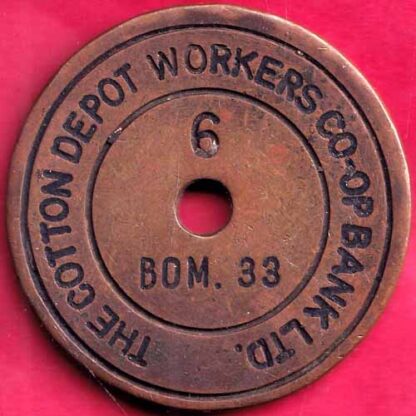 THE COTTON DEPOT WORKERS CO-OP BANK LTD.
6
BOM. 33